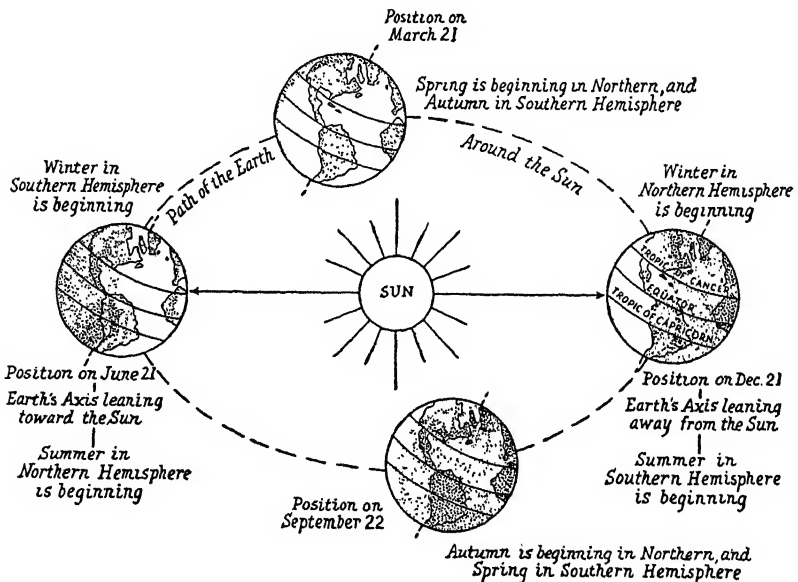 Position on
March 21
Spring is beginning in Northern, and
Autumn in Southern Hemisphere
Path of the Earth
Around the Sun
Winter in
Southern Hemisphere
is beginning
Winter in
Northern Hemisphere
is beginning
SUN
TROPIC OF CANCER
EQUATOR
TROPIC OF CAPRICORN
Position on June 21
Earth's Axis leaning
toward the Sun
Summer in
Northern Hemisphere
is beginning
Position on Dec. 21
Earth's Axis leaning
away from the Sun
Summer in
Southern Hemisphere
is beginning
Position on
September 22
Autumn is beginning in Northern, and
Spring in Southern Hemisphere